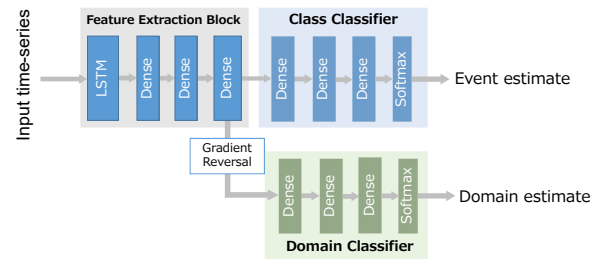 Feature Extraction Block
Class Classifier
Input time-series
LSTM
Dense
Dense
Dense
Dense
Dense
Dense
Softmax
Event estimate
Gradient
Reversal
Dense
Dense
Dense
Softmax
Domain estimate
Domain Classifier